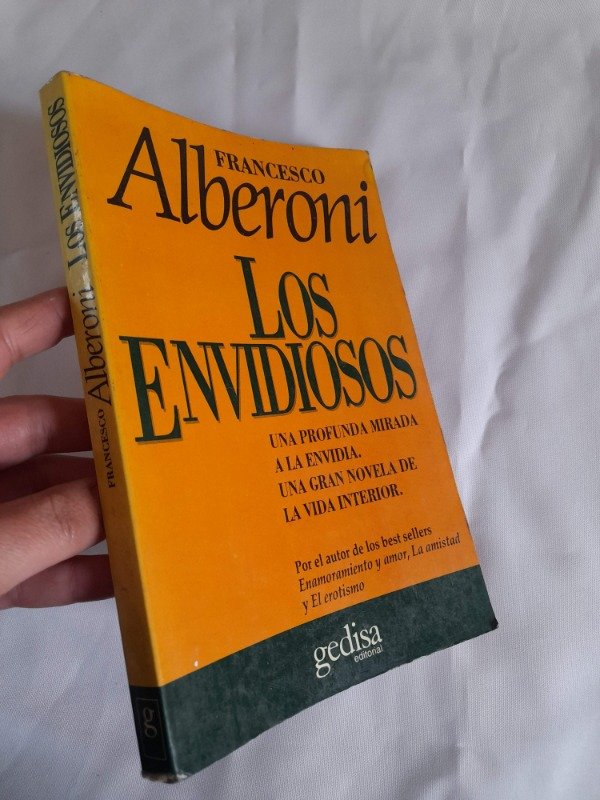 FRANCESCO
Alberoni
LOS
ENVIDIOSOS
UNA PROFUNDA MIRADA
A LA ENVIDIA.
UNA GRAN NOVELA DE
LA VIDA INTERIOR.
Por el autor de los best sellers
Enamoramiento y amor, La amistad
y El erotismo
gedisa
editorial
FRANCESCO Alberoni LOS ENVIDIOSOS
g